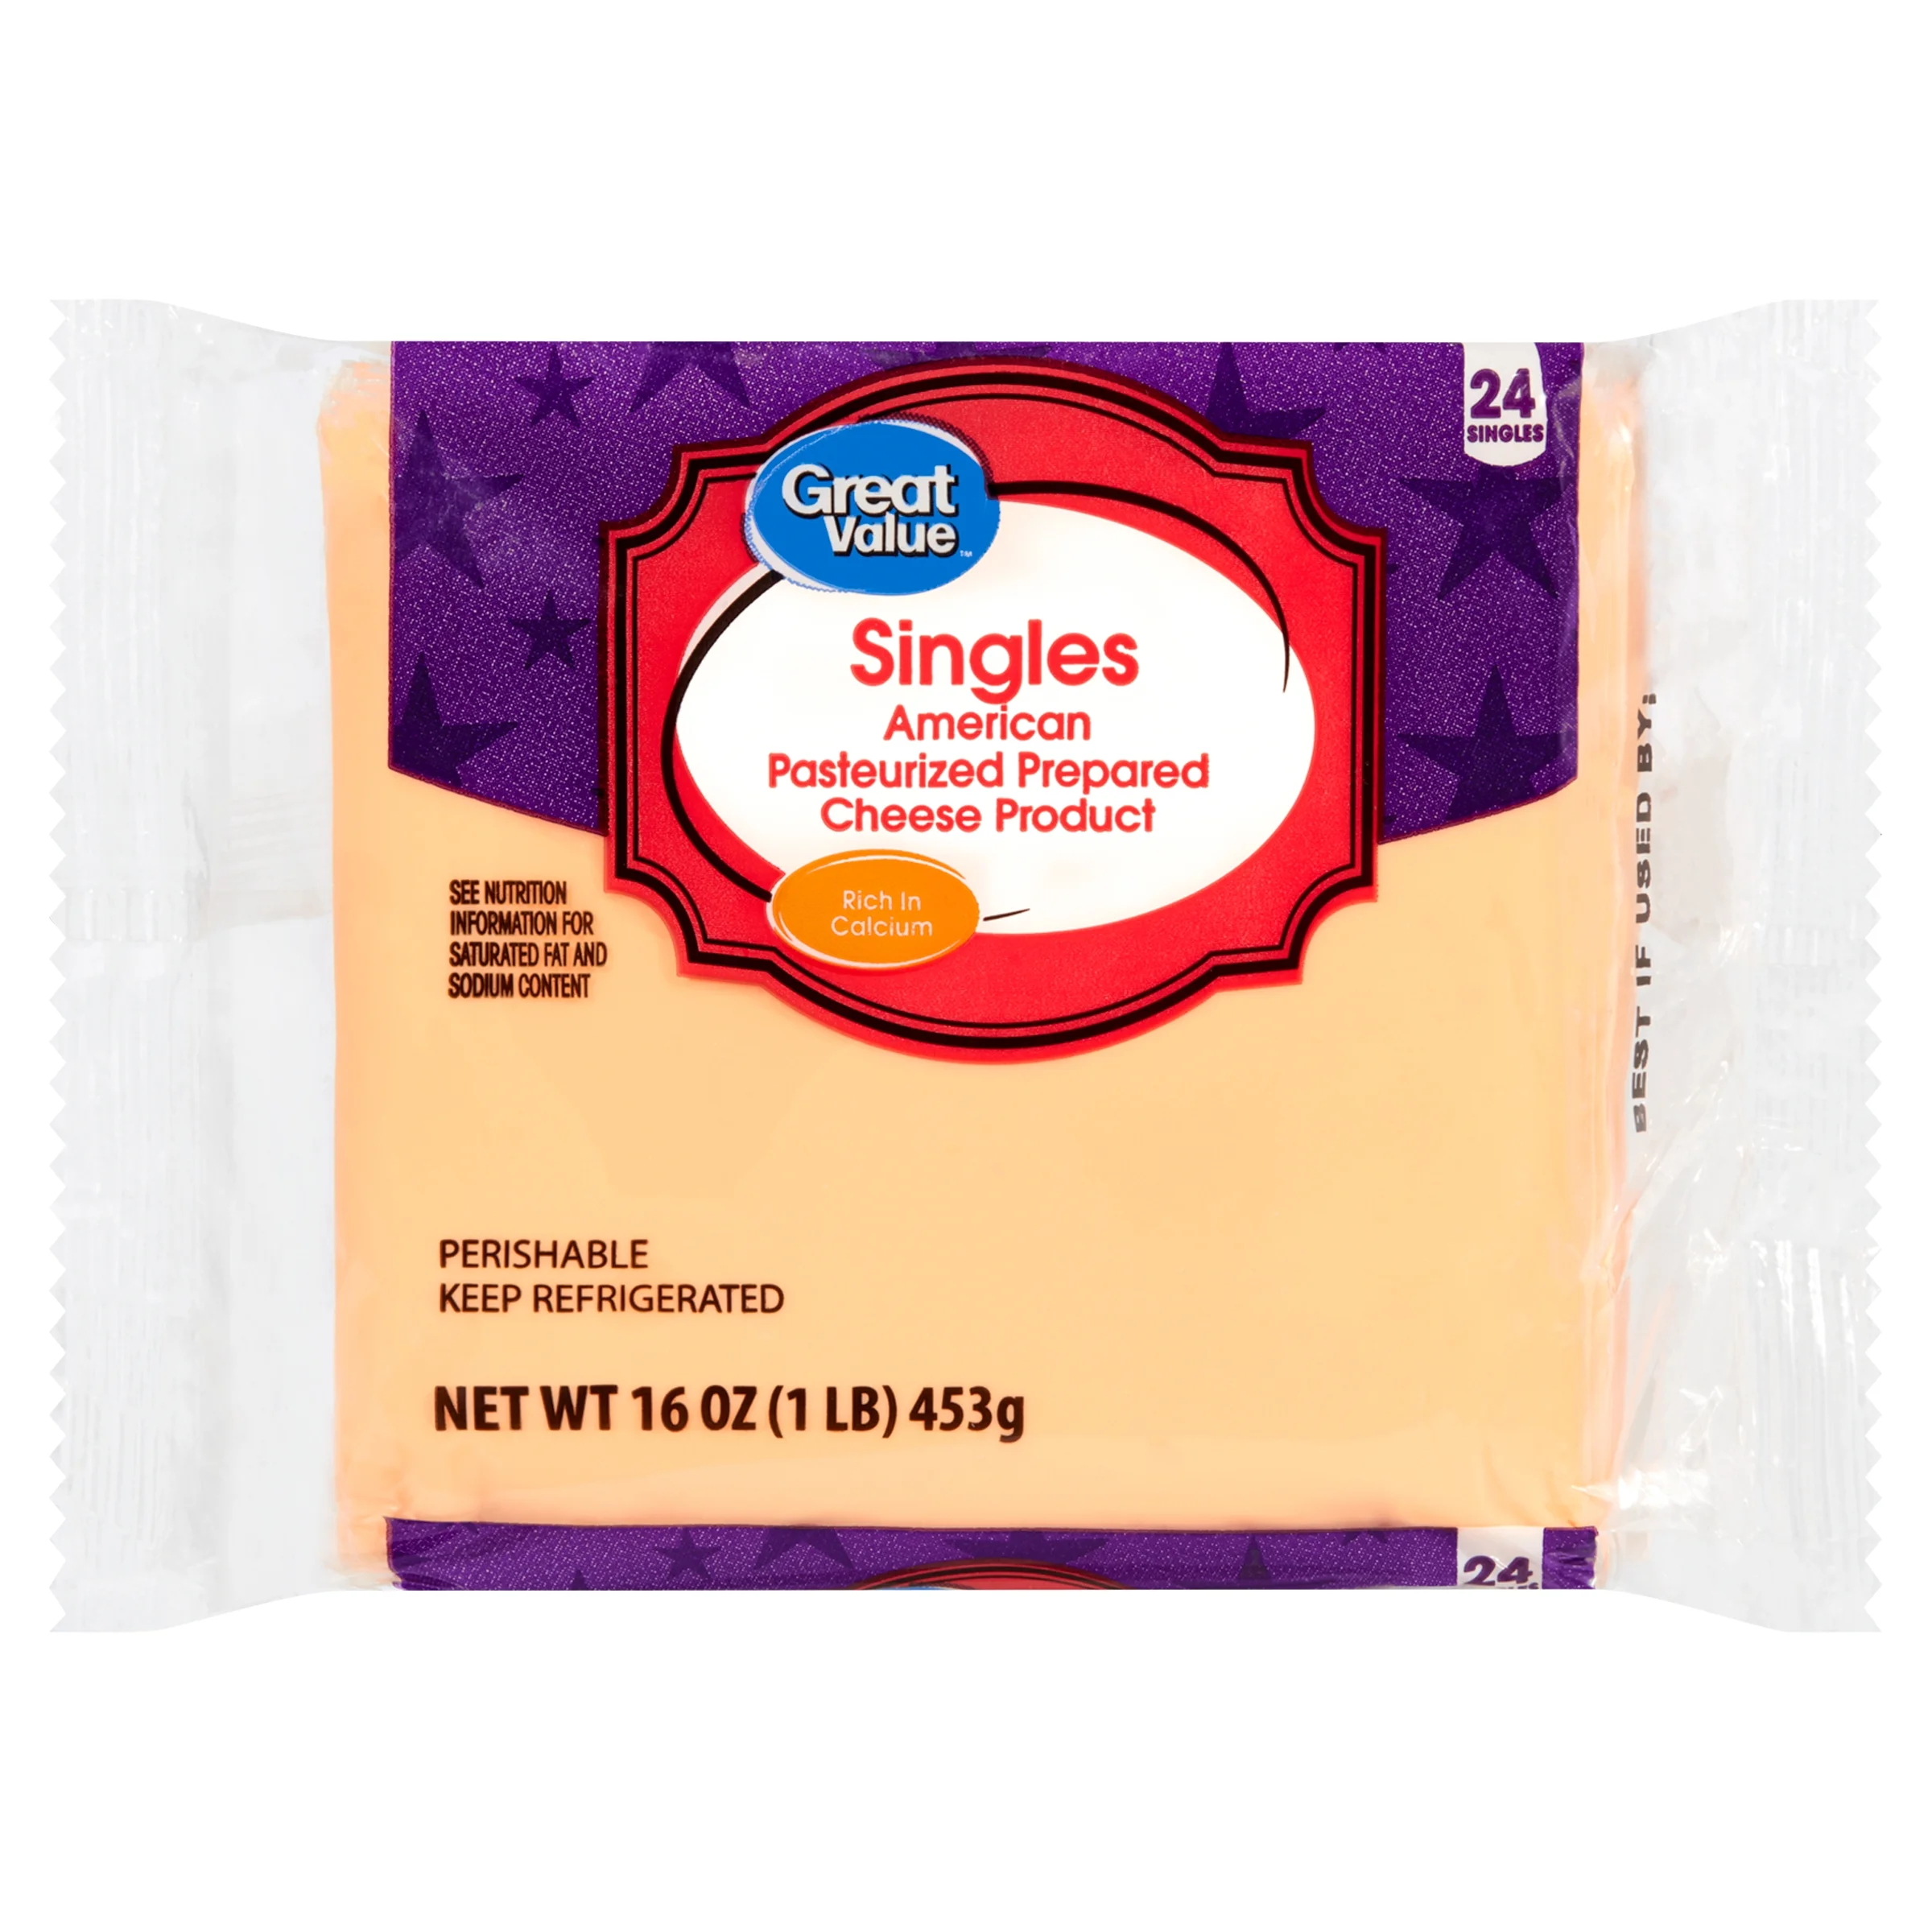 24
SINGLES
Great
Value™
Singles
American
Pasteurized Prepared
Cheese Product
Rich In
Calcium
SEE NUTRITION
INFORMATION FOR
SATURATED FAT AND
SODIUM CONTENT
BEST IF USED BY:
PERISHABLE
KEEP REFRIGERATED
NET WT 16 OZ (1 LB) 453g
24